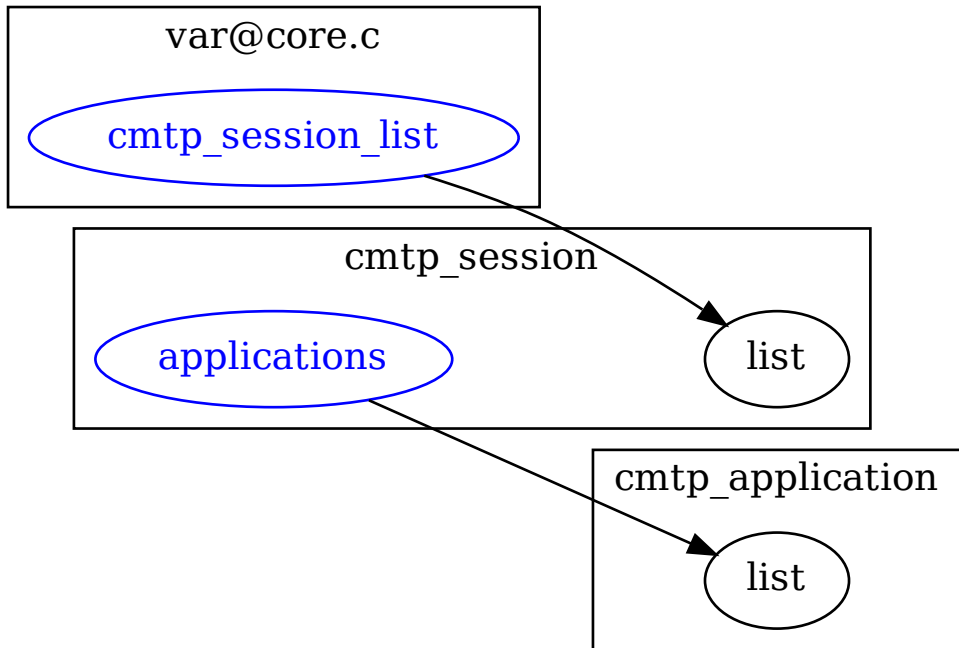 var@core.c
cmtp_session_list
cmtp_session
applications
list
cmtp_application
list